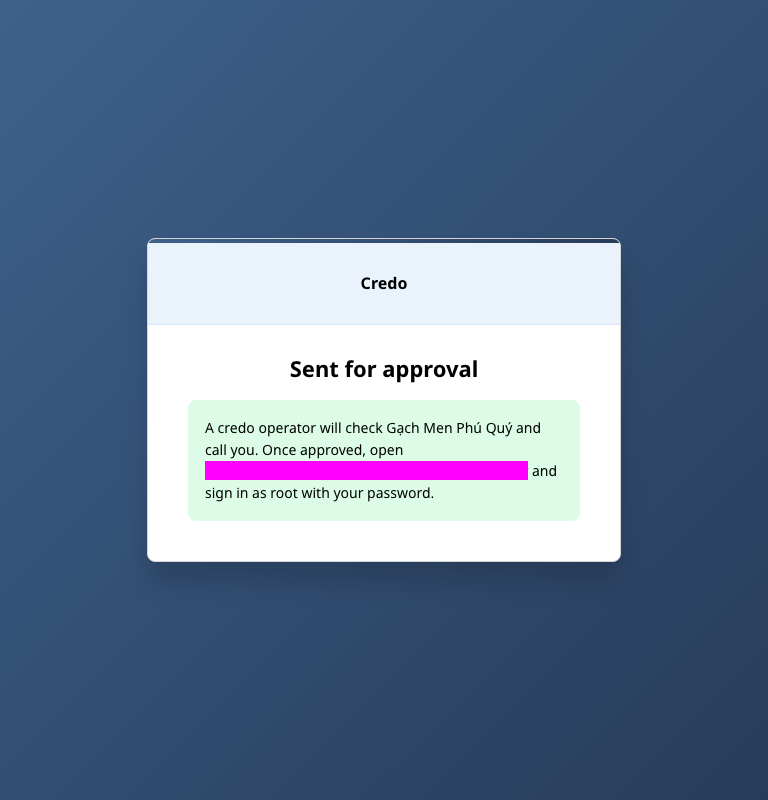 Credo
Sent for approval
A credo operator will check Gạch Men Phú Quý and
call you. Once approved, open
and
sign in as root with your password.